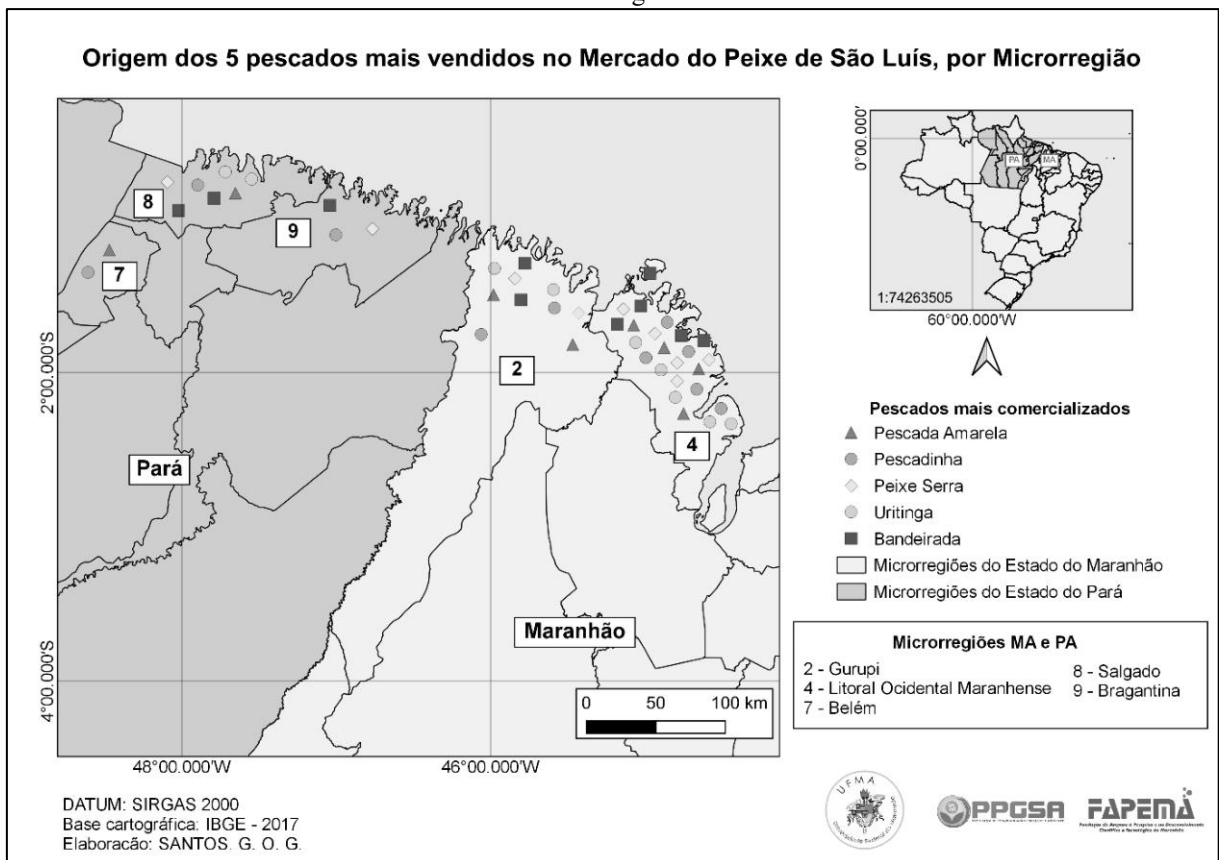 Origem dos 5 pescados mais vendidos no Mercado do Peixe de São Luís, por Microrregião
8
9
7
2
4
Pará
Maranhão
0 50 100 km
2°00.000'S
4°00.000'S
48°00.000'W
46°00.000'W
0°00.000'
PA
MA
1:74263505
60°00.000'W
Pescados mais comercializados
Pescada Amarela
Pescadinha
Peixe Serra
Uritinga
Bandeirada
Microrregiões do Estado do Maranhão
Microrregiões do Estado do Pará
Microrregiões MA e PA
2 - Gurupi
4 - Litoral Ocidental Maranhense
7 - Belém
8 - Salgado
9 - Bragantina
DATUM: SIRGAS 2000
Base cartográfica: IBGE - 2017
Elaboracão: SANTOS. G. O. G.
UFMA
PPGSA
FAPEMA